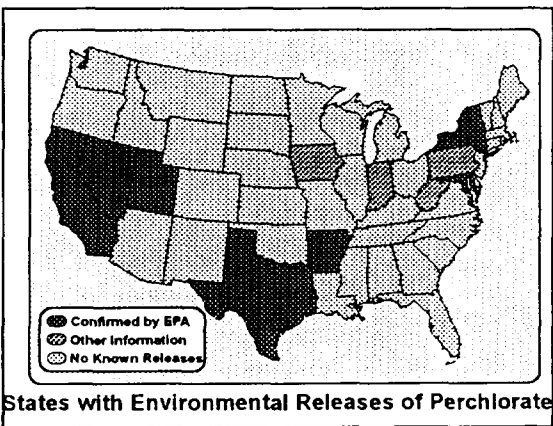 Confirmed by EPA
Other Information
No Known Releases
States with Environmental Releases of Perchlorate